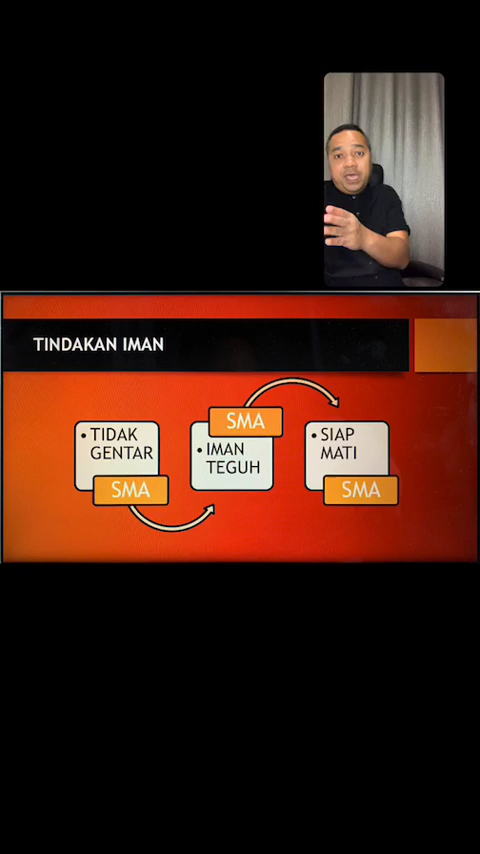 TINDAKAN IMAN
• TIDAK
GENTAR
SMA
SMA
• IMAN
TEGUH
• SIAP
MATI
SMA